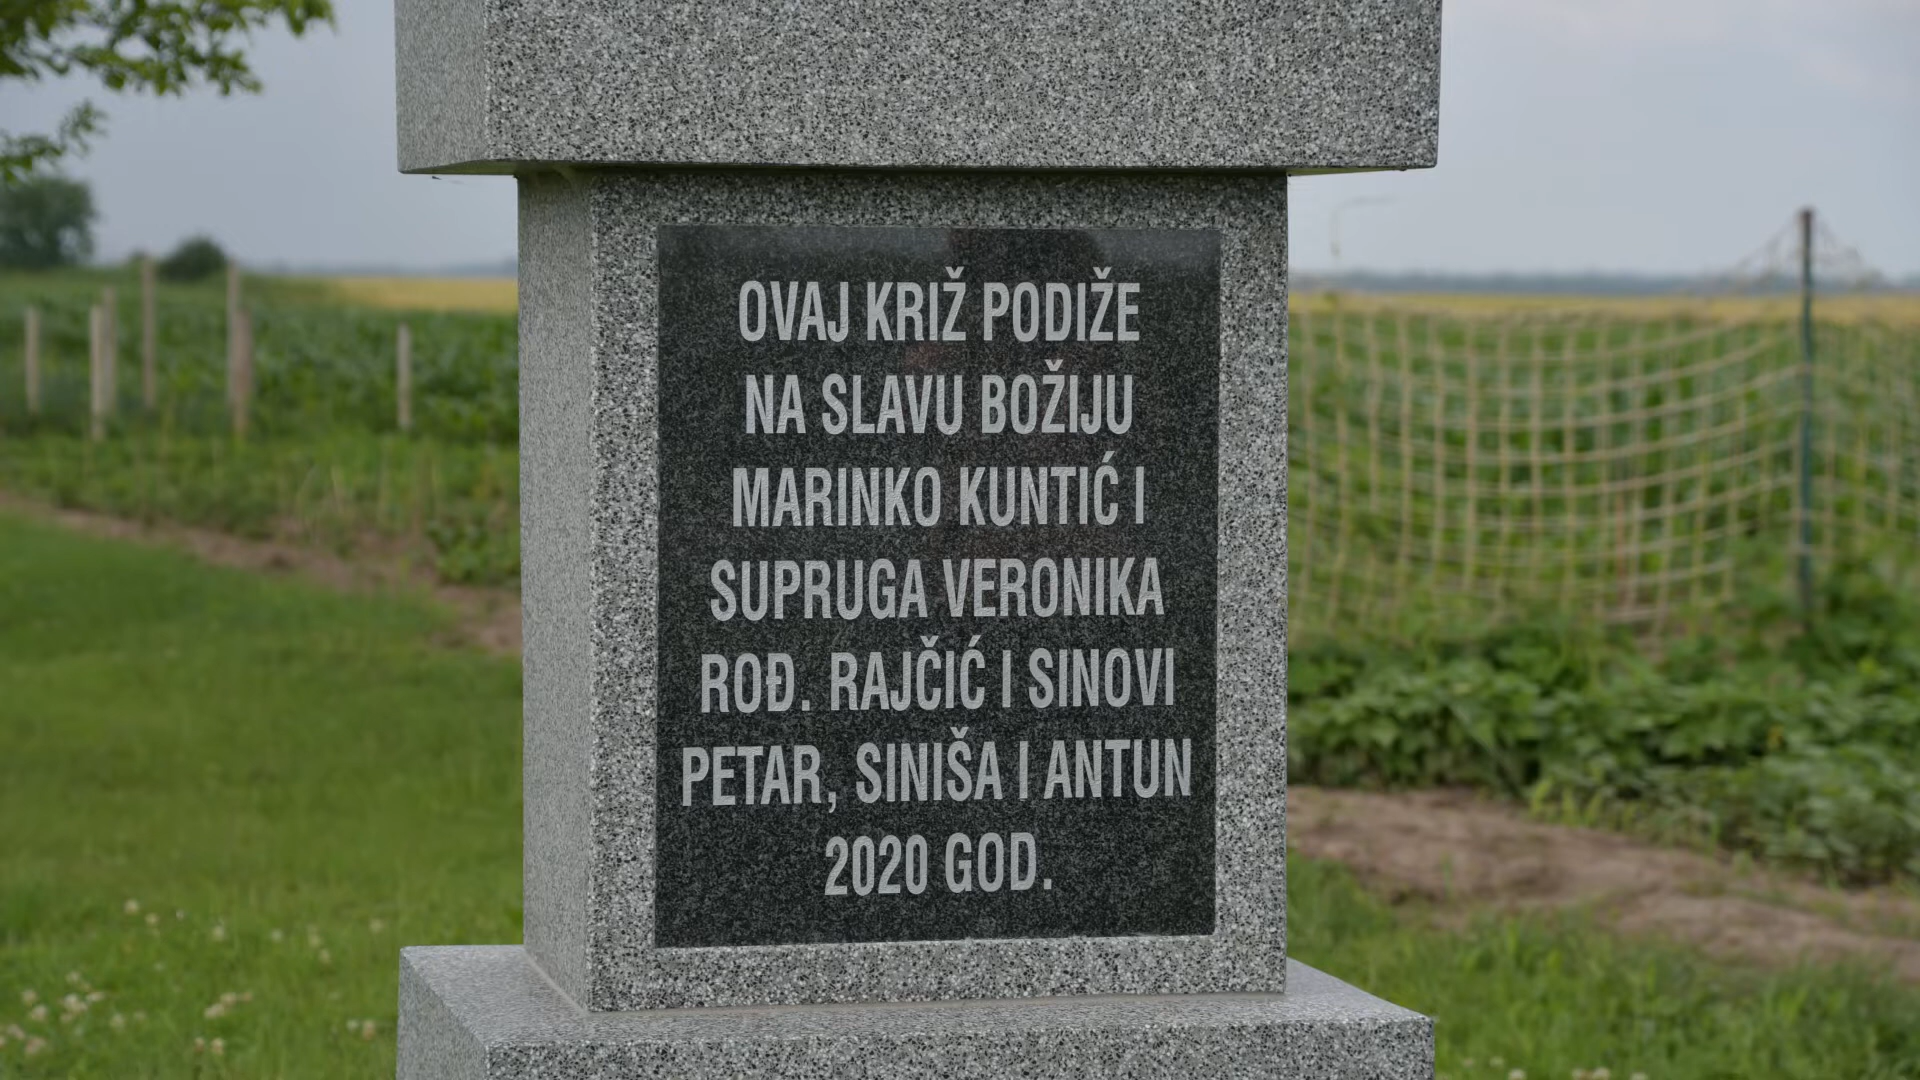 OVAJ KRIŽ PODIŽE
NA SLAVU BOŽIJU
MARINKO KUNTIĆ I
SUPRUGA VERONIKA
ROĐ. RAJČIĆ I SINOVI
PETAR, SINIŠA I ANTUN
2020 GOD.